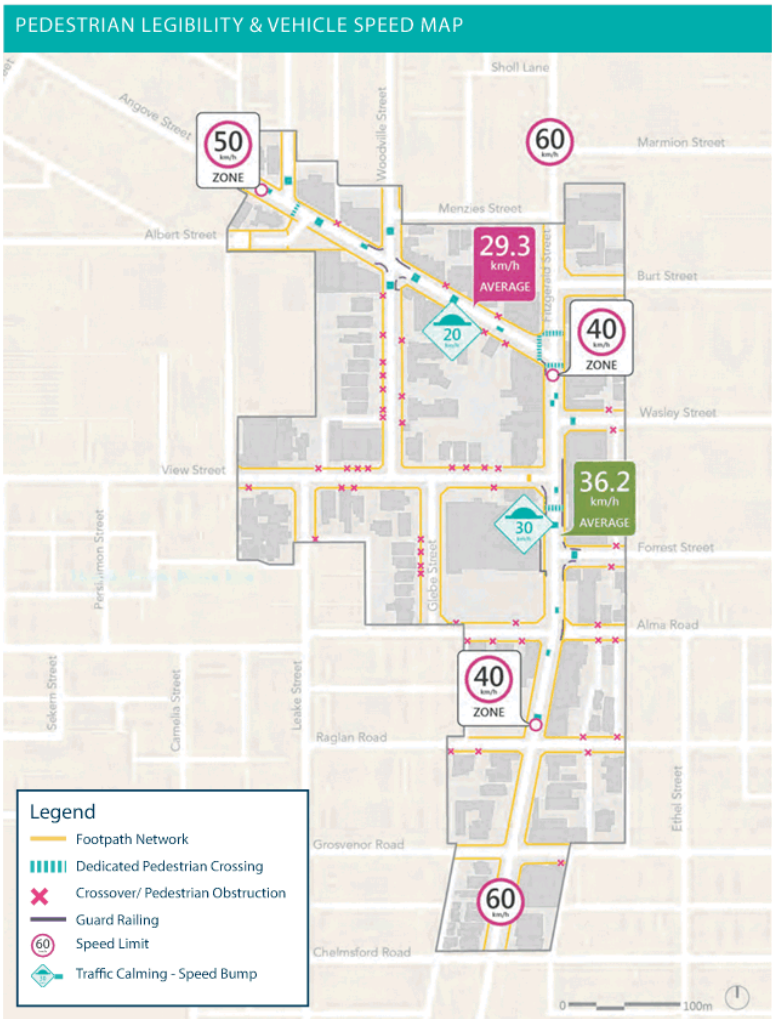 PEDESTRIAN LEGIBILITY & VEHICLE SPEED MAP
Sholl Lane
Angove Street
Woodville Street
50
km/h
ZONE
60
km/h
Marmion Street
Menzies Street
Albert Street
29.3
km/h
AVERAGE
Fitzgerald Street
Burt Street
20
km/h
40
km/h
ZONE
Wasley Street
View Street
36.2
km/h
AVERAGE
30
km/h
Persimmon Street
Glebe Street
Forrest Street
Alma Road
40
km/h
ZONE
Sekem Street
Camelia Street
Leake Street
Raglan Road
Ethel Street
Legend
Footpath Network
Dedicated Pedestrian Crossing
Crossover/ Pedestrian Obstruction
Guard Railing
60
Speed Limit
Traffic Calming - Speed Bump
Grosvenor Road
60
km/h
Chelmsford Road
0
100m